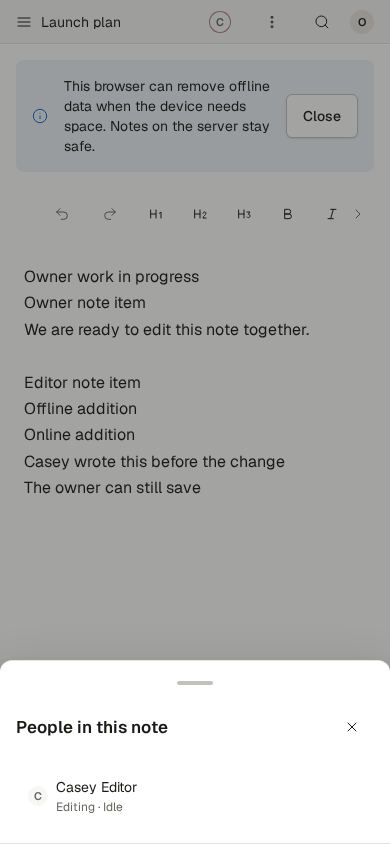 Launch plan C O
This browser can remove offline
data when the device needs
space. Notes on the server stay
safe.
Close
H1 H2 H3 B I
Owner work in progress
Owner note item
We are ready to edit this note together.
Editor note item
Offline addition
Online addition
Casey wrote this before the change
The owner can still save
People in this note
C
Casey Editor
Editing · Idle